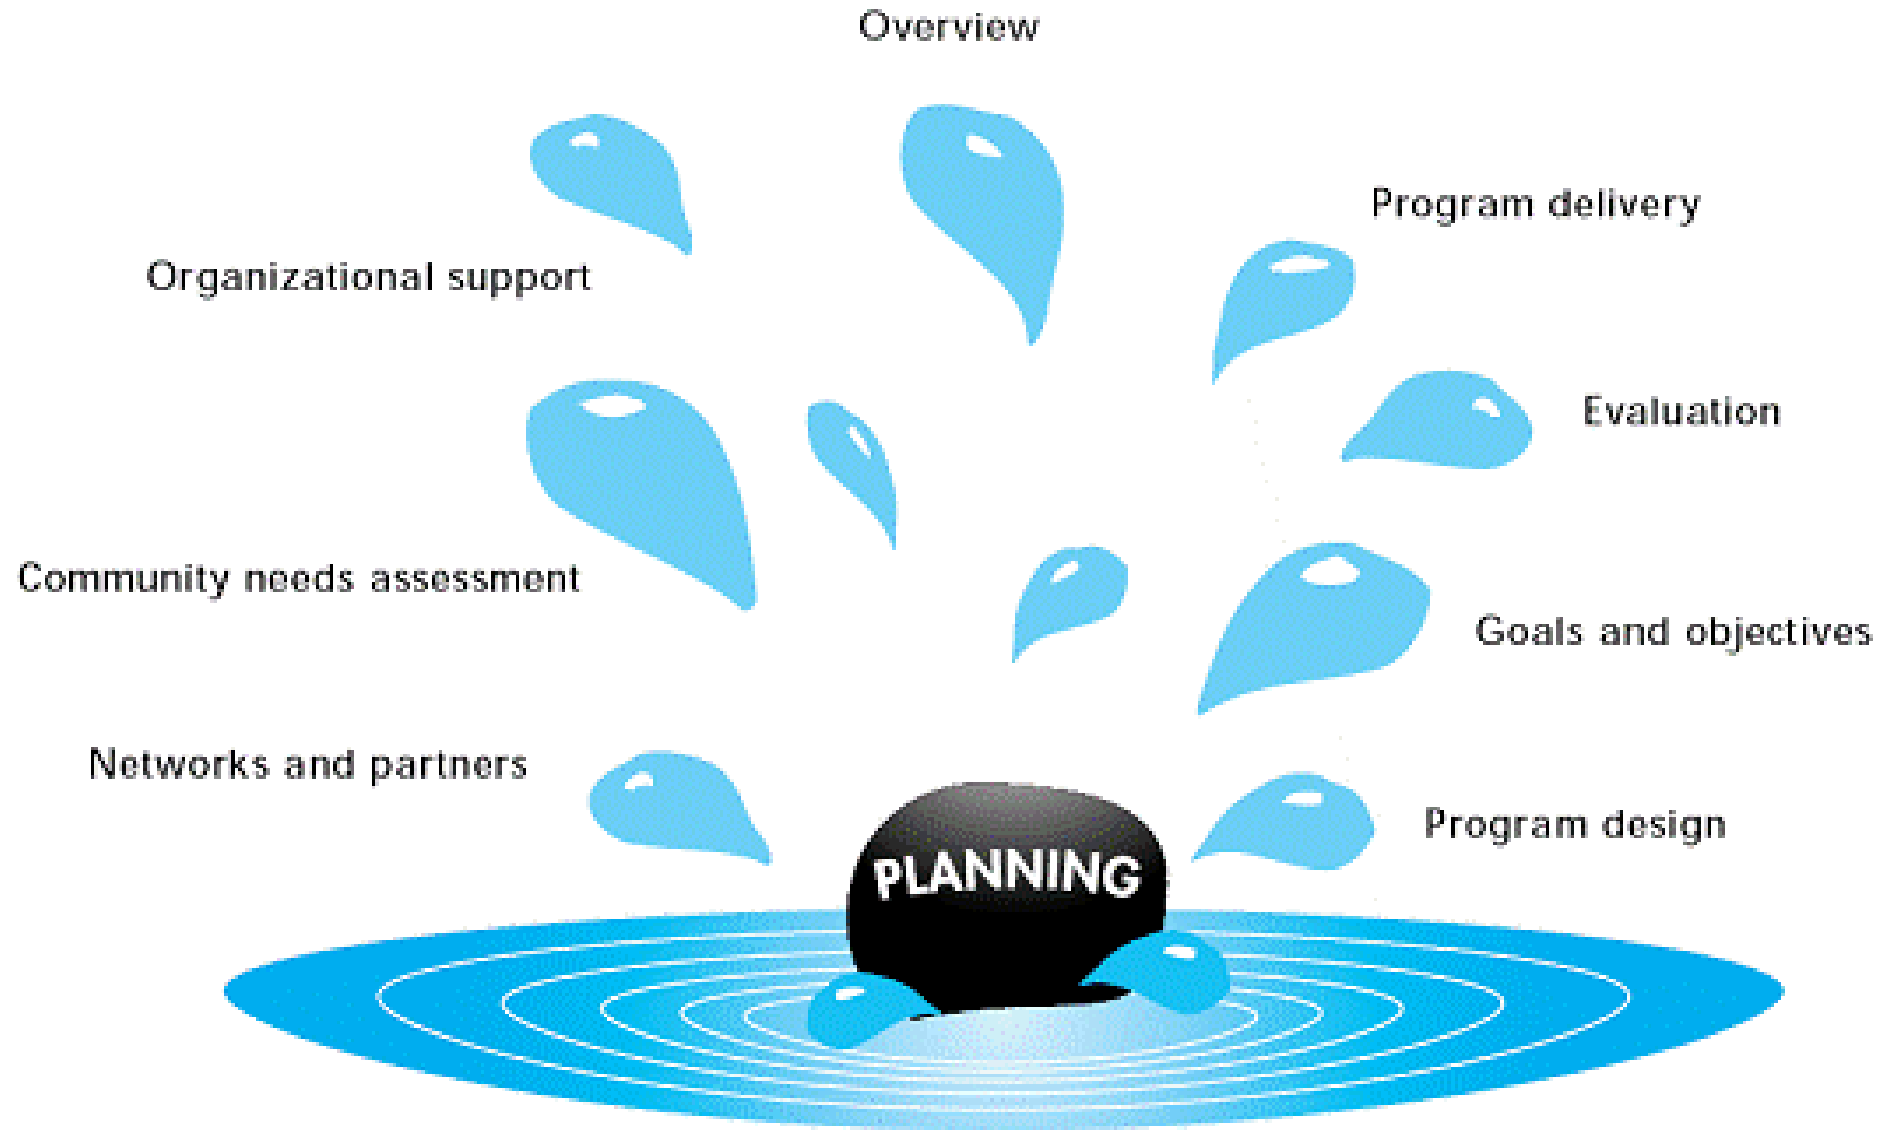 Overview
Program delivery
Organizational support
Evaluation
Community needs assessment
Goals and objectives
Networks and partners
Program design
PLANNING